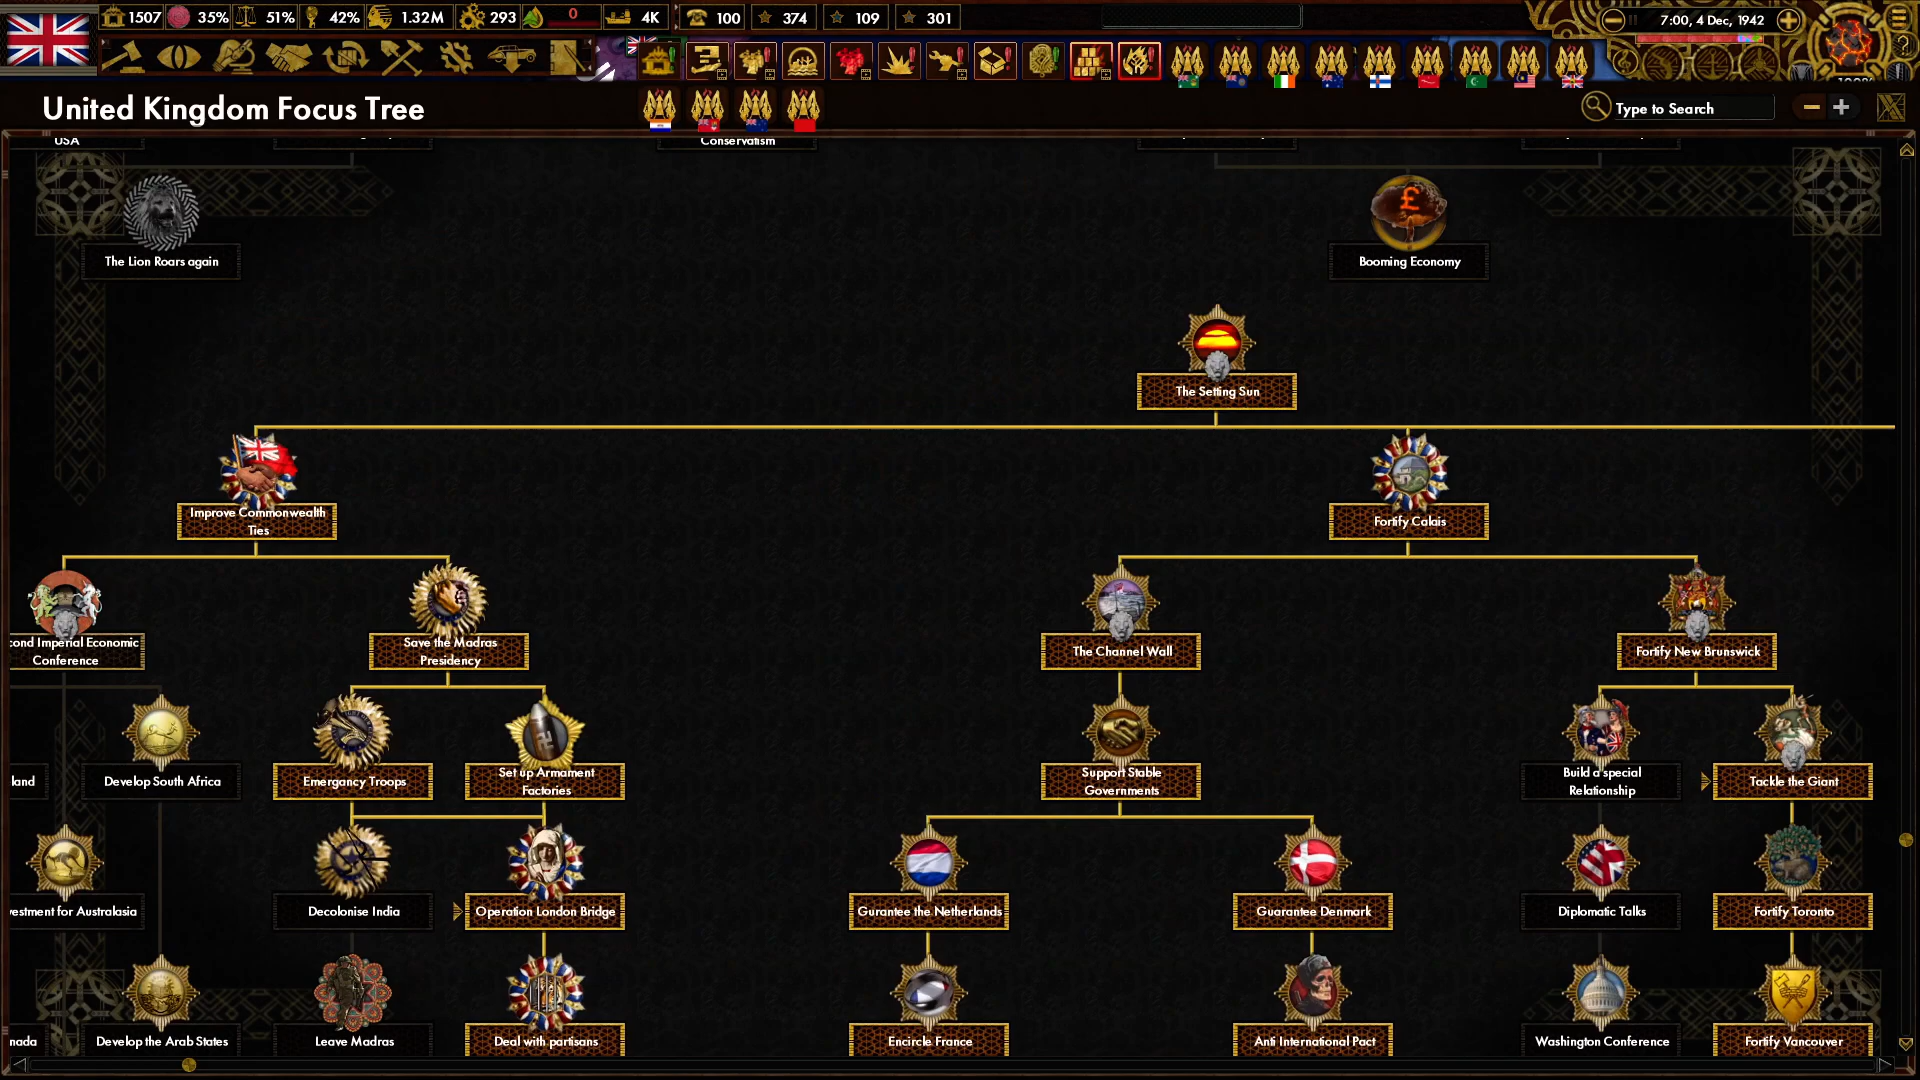 1507
35%
51%
42%
1.32M
293
0
4K
100
374
109
301
7:00, 4 Dec, 1942
United Kingdom Focus Tree
Type to Search
USA
Conservatism
The Lion Roars again
Booming Economy
The Setting Sun
Improve Commonwealth
Ties
Fortify Calais
cond Imperial Economic
Conference
Save the Madras
Presidency
The Channel Wall
Fortify New Brunswick
land
Develop South Africa
Emergancy Troops
Set up Armament
Factories
Support Stable
Governments
Build a special
Relationship
Tackle the Giant
vestment for Australasia
Decolonise India
Operation London Bridge
Gurantee the Netherlands
Guarantee Denmark
Diplomatic Talks
Fortify Toronto
nada
Develop the Arab States
Leave Madras
Deal with partisans
Encircle France
Anti International Pact
Washington Conference
Fortify Vancouver